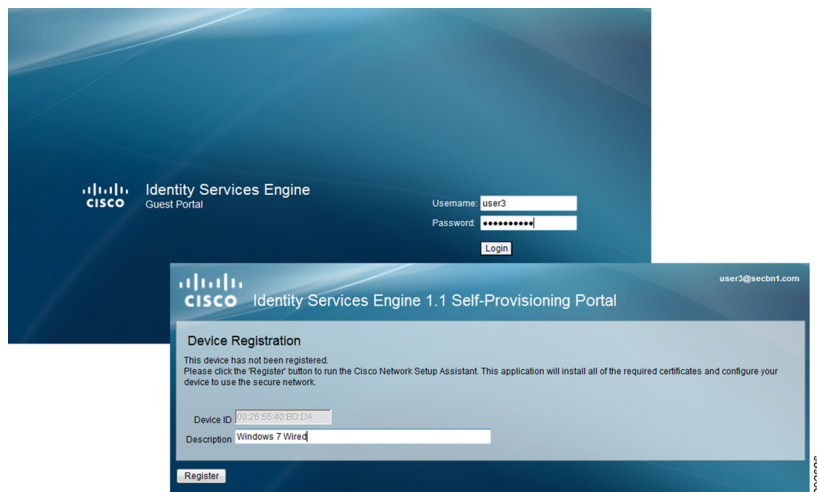 CISCO
Identity Services Engine
Guest Portal
Username: user3
Password:
Login
CISCO
Identity Services Engine 1.1 Self-Provisioning Portal
user3@secbn1.com
Device Registration
This device has not been registered.
Please click the 'Register' button to run the Cisco Network Setup Assistant. This application will install all of the required certificates and configure your
device to use the secure network.
Device ID 00:26:55:40:BD:DA
Description Windows 7 Wired
Register